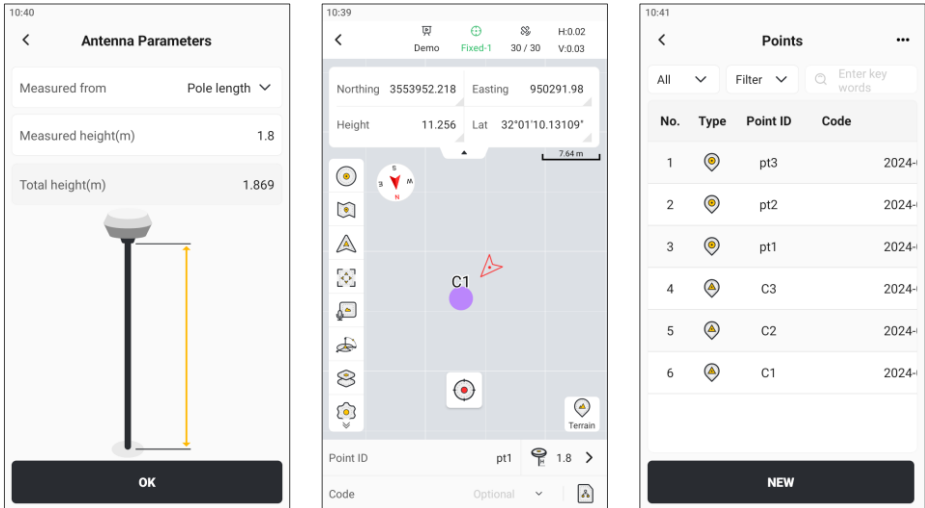 10:40
Antenna Parameters
Measured from Pole length
Measured height(m) 1.8
Total height(m) 1.869
OK
10:39
Demo Fixed-1 30 / 30 H:0.02 V:0.03
Northing 3553952.218 Easting 950291.98
Height 11.256 Lat 32°01'10.13109"
7.64 m
S
E W
N
C1
Terrain
Point ID pt1 1.8
Code Optional
10:41
Points
All Filter Enter key words
No. Type Point ID Code
1 pt3 2024-
2 pt2 2024-
3 pt1 2024-
4 C3 2024-
5 C2 2024-
6 C1 2024-
NEW